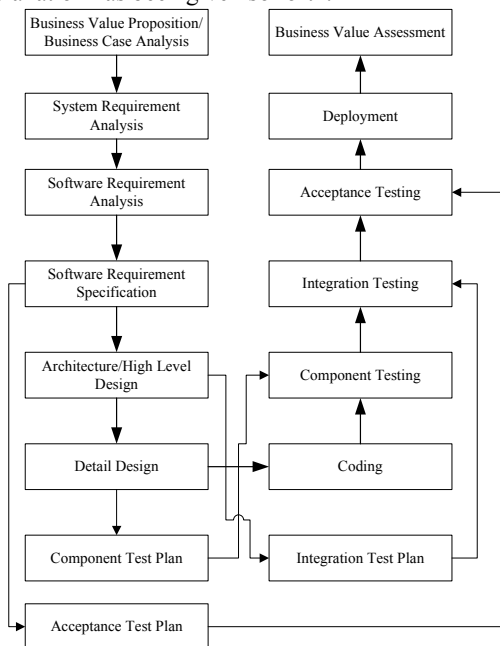 Business Value Proposition/
Business Case Analysis
Business Value Assessment
System Requirement
Analysis
Deployment
Software Requirement
Analysis
Acceptance Testing
Software Requirement
Specification
Integration Testing
Architecture/High Level
Design
Component Testing
Detail Design
Coding
Component Test Plan
Integration Test Plan
Acceptance Test Plan